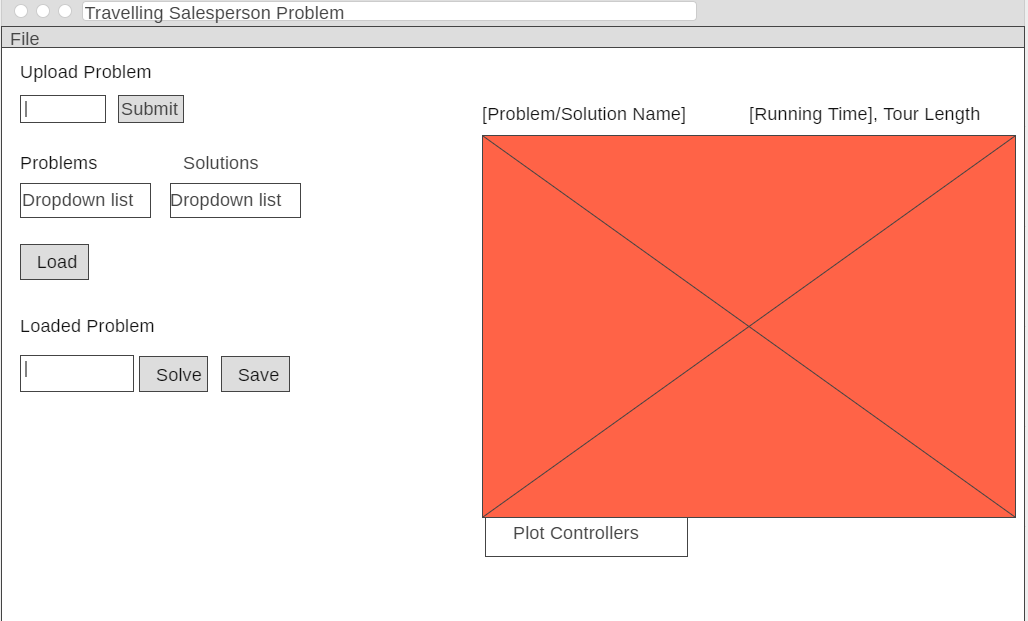 Travelling Salesperson Problem
File
Upload Problem
Submit
[Problem/Solution Name] [Running Time], Tour Length
Problems Solutions
Dropdown list Dropdown list
Load
Loaded Problem
Solve Save
Plot Controllers